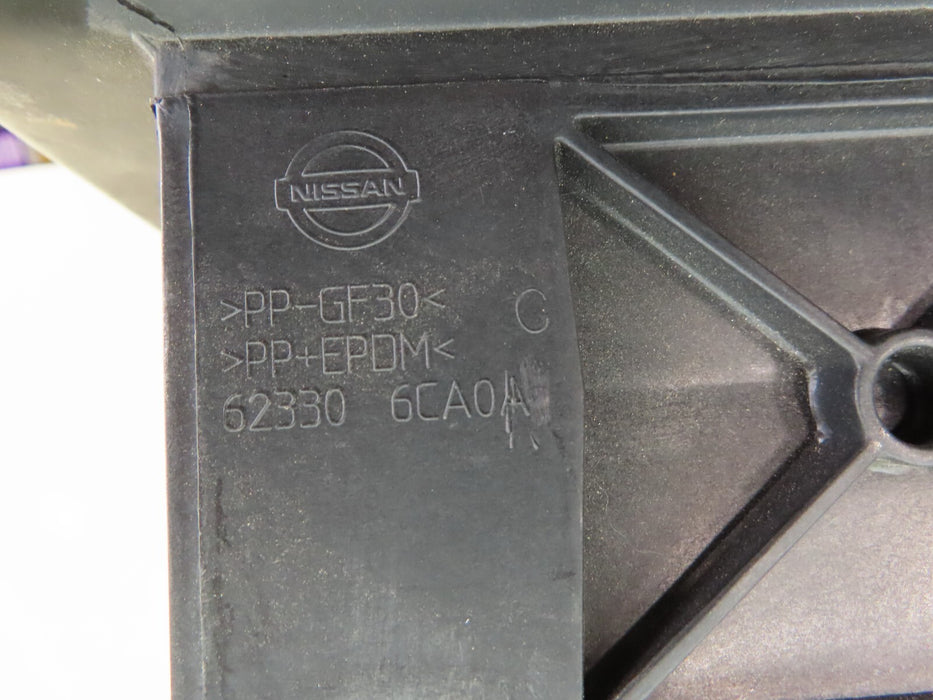 NISSAN
>PP-GF30<
C
>PP+EPDM<
62330 6CA0A